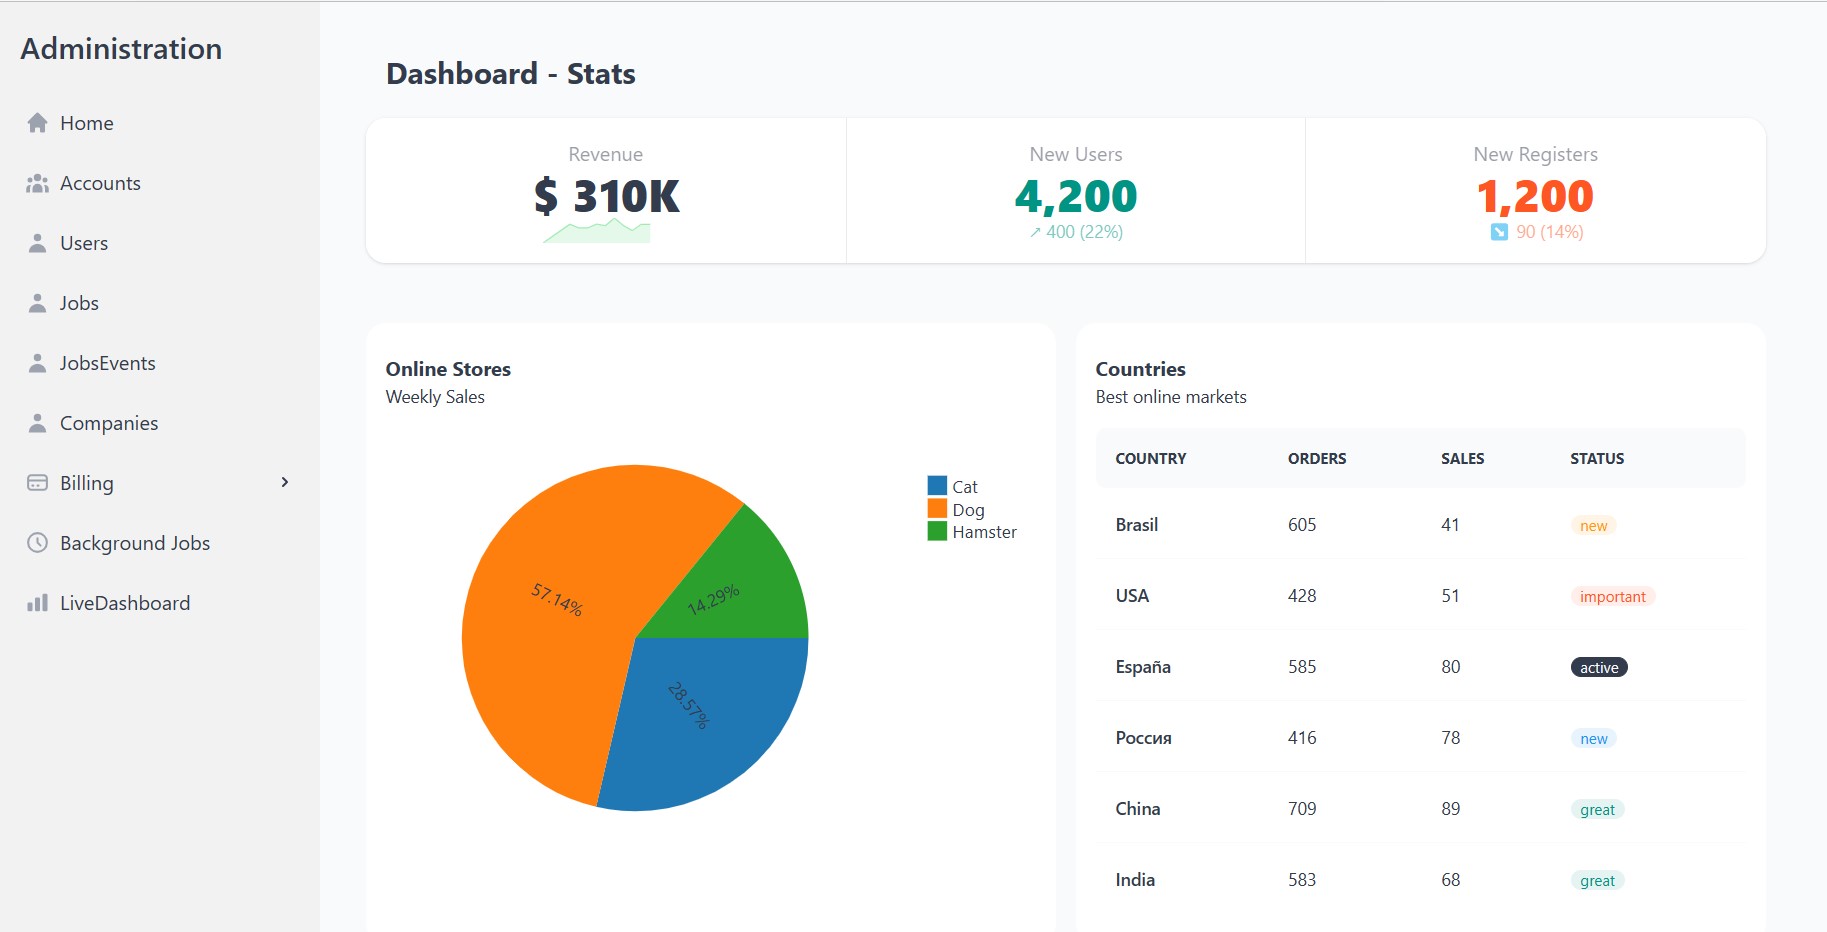 Administration
Home
Accounts
Users
Jobs
JobsEvents
Companies
Billing
Background Jobs
LiveDashboard
Dashboard - Stats
Revenue
$ 310K
New Users
4,200
↗ 400 (22%)
New Registers
1,200
↘ 90 (14%)
Online Stores
Weekly Sales
57.14%
14.29%
28.57%
Cat
Dog
Hamster
Countries
Best online markets
COUNTRY ORDERS SALES STATUS
Brasil 605 41 new
USA 428 51 important
España 585 80 active
Россия 416 78 new
China 709 89 great
India 583 68 great